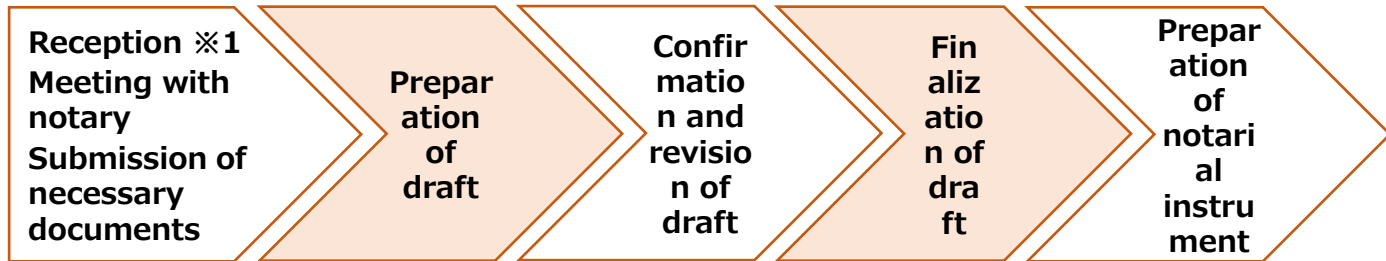 Reception ※1
Meeting with
notary
Submission of
necessary
documents
Prepar
ation
of
draft
Confir
matio
n and
revisio
n of
draft
Fin
aliz
atio
n of
dra
ft
Prepar
ation
of
notari
al
instru
ment